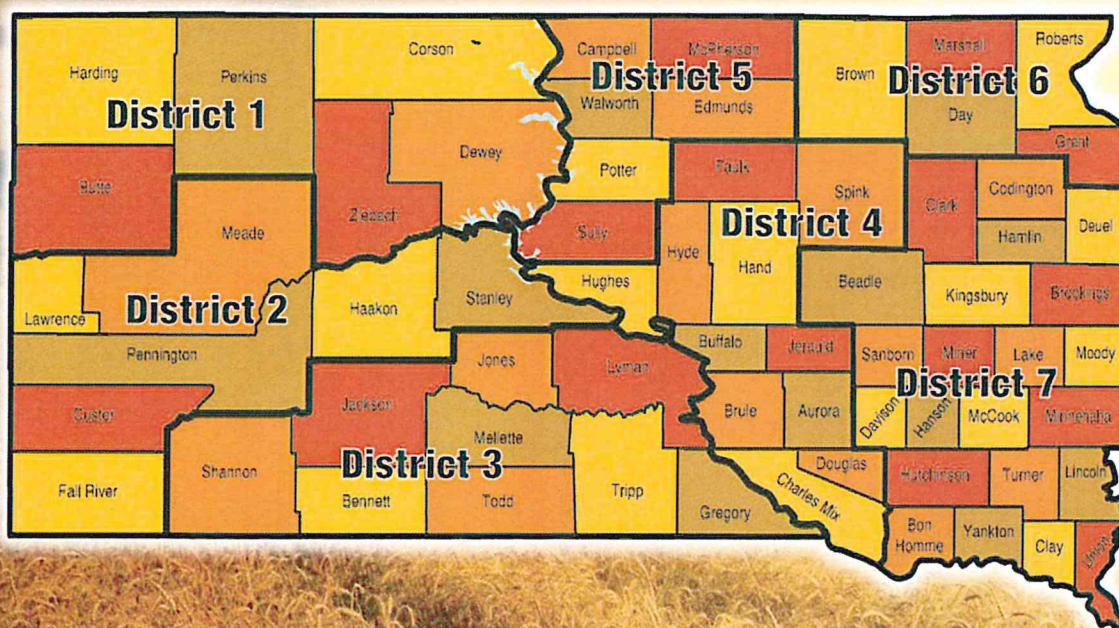 Harding
Perkins
Corson
Campbell
McPherson
Brown
Marshall
Roberts
District 1
District 5
District 6
Walworth
Edmunds
Day
Butte
Dewey
Potter
Faulk
Spink
Grant
Clark
Codington
Ziebach
Meade
Sully
Hyde
District 4
Hamlin
Deuel
Hand
Beadle
Kingsbury
Brookings
Lawrence
District 2
Haakon
Stanley
Hughes
Pennington
Jones
Lyman
Buffalo
Jerauld
Sanborn
Miner
Lake
Moody
District 7
Custer
Jackson
Brule
Aurora
Davison
Hanson
McCook
Minnehaha
Mellette
Fall River
Shannon
District 3
Bennett
Todd
Tripp
Gregory
Charles Mix
Douglas
Hutchinson
Turner
Lincoln
Bon
Homme
Yankton
Clay
Union